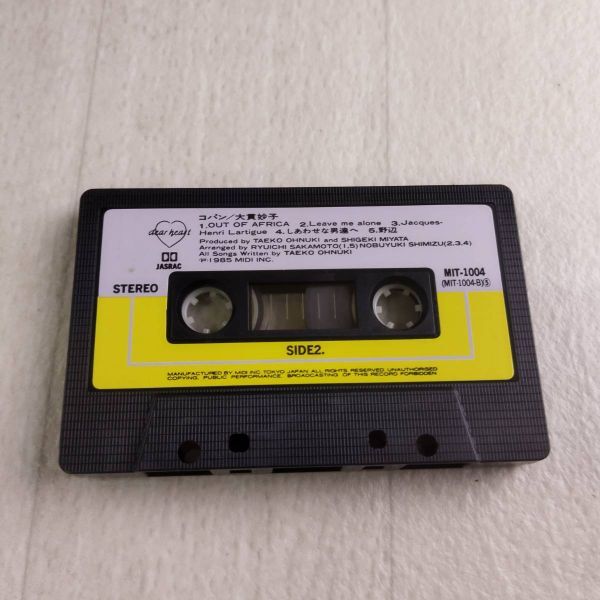 dear heart
JASRAC
コパン/大貫妙子
1.OUT OF AFRICA 2.Leave me alone 3.Jacques-
Henri Lartigue 4.しあわせな男達へ 5.野辺
Produced by TAEKO OHNUKI and SHIGEKI MIYATA
Arranged by RYUICHI SAKAMOTO(1,5)NOBUYUKI SHIMIZU(2,3,4)
All Songs Written by TAEKO OHNUKI
℗1985 MIDI INC.
STEREO
MIT-1004
(MIT-1004-B)Ⓢ
SIDE2.
MANUFACTURED BY MIDI INC TOKYO JAPAN ALL RIGHTS RESERVED UNAUTHORISED
COPYING, PUBLIC PERFORMANCE BROADCASTING OF THIS RECORD FORBIDDEN